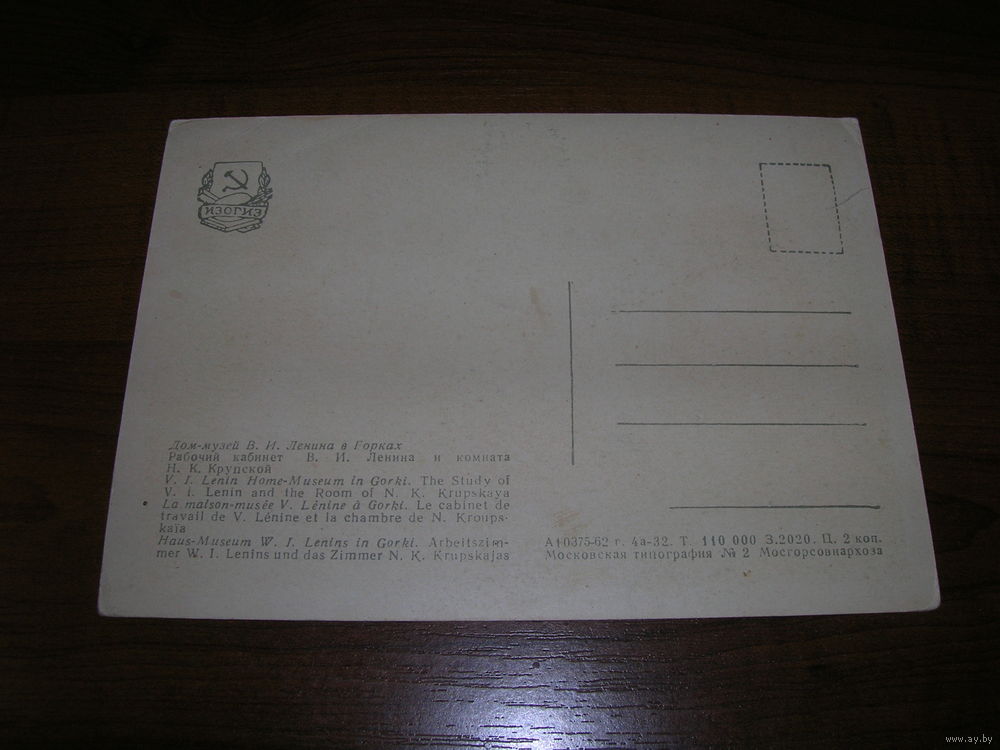 ИЗОГИЗ
Дом-музей В. И. Ленина в Горках
Рабочий кабинет В. И. Ленина и комната
Н. К. Крупской
V. I. Lenin Home-Museum in Gorki. The Study of
V. I. Lenin and the Room of N. K. Krupskaya
La maison-musée V. Lénine à Gorki. Le cabinet de
travail de V. Lénine et la chambre de N. Kroups-
kaïa
Haus-Museum W. I. Lenins in Gorki. Arbeitszim-
mer W. I. Lenins und das Zimmer N. K. Krupskajas
А10375-62 г. 4а-32. Т. 110 000 З.2020. Ц. 2 коп.
Московская типография № 2 Мосгорсовнархоза
www.ay.by